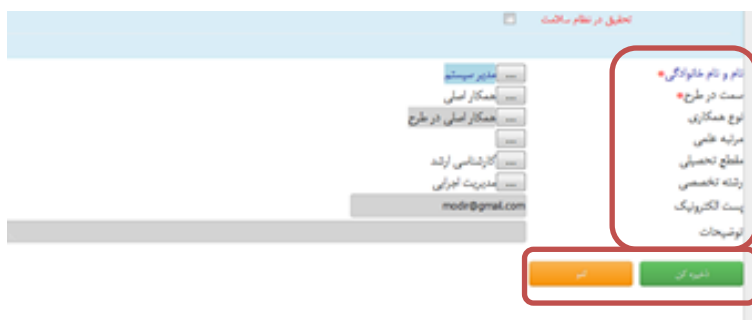 تحقیق در نظام سلامت
نام و نام خانوادگی* ... مدیر سیستم
سمت در طرح* ... همکار اصلی
نوع همکاری ... همکار اصلی در طرح
مرتبه علمی ...
مقطع تحصیلی ... کارشناسی ارشد
رشته تخصصی ... مدیریت اجرایی
پست الکترونیک modir@gmail.com
توضیحات
ذخیره کن لغو